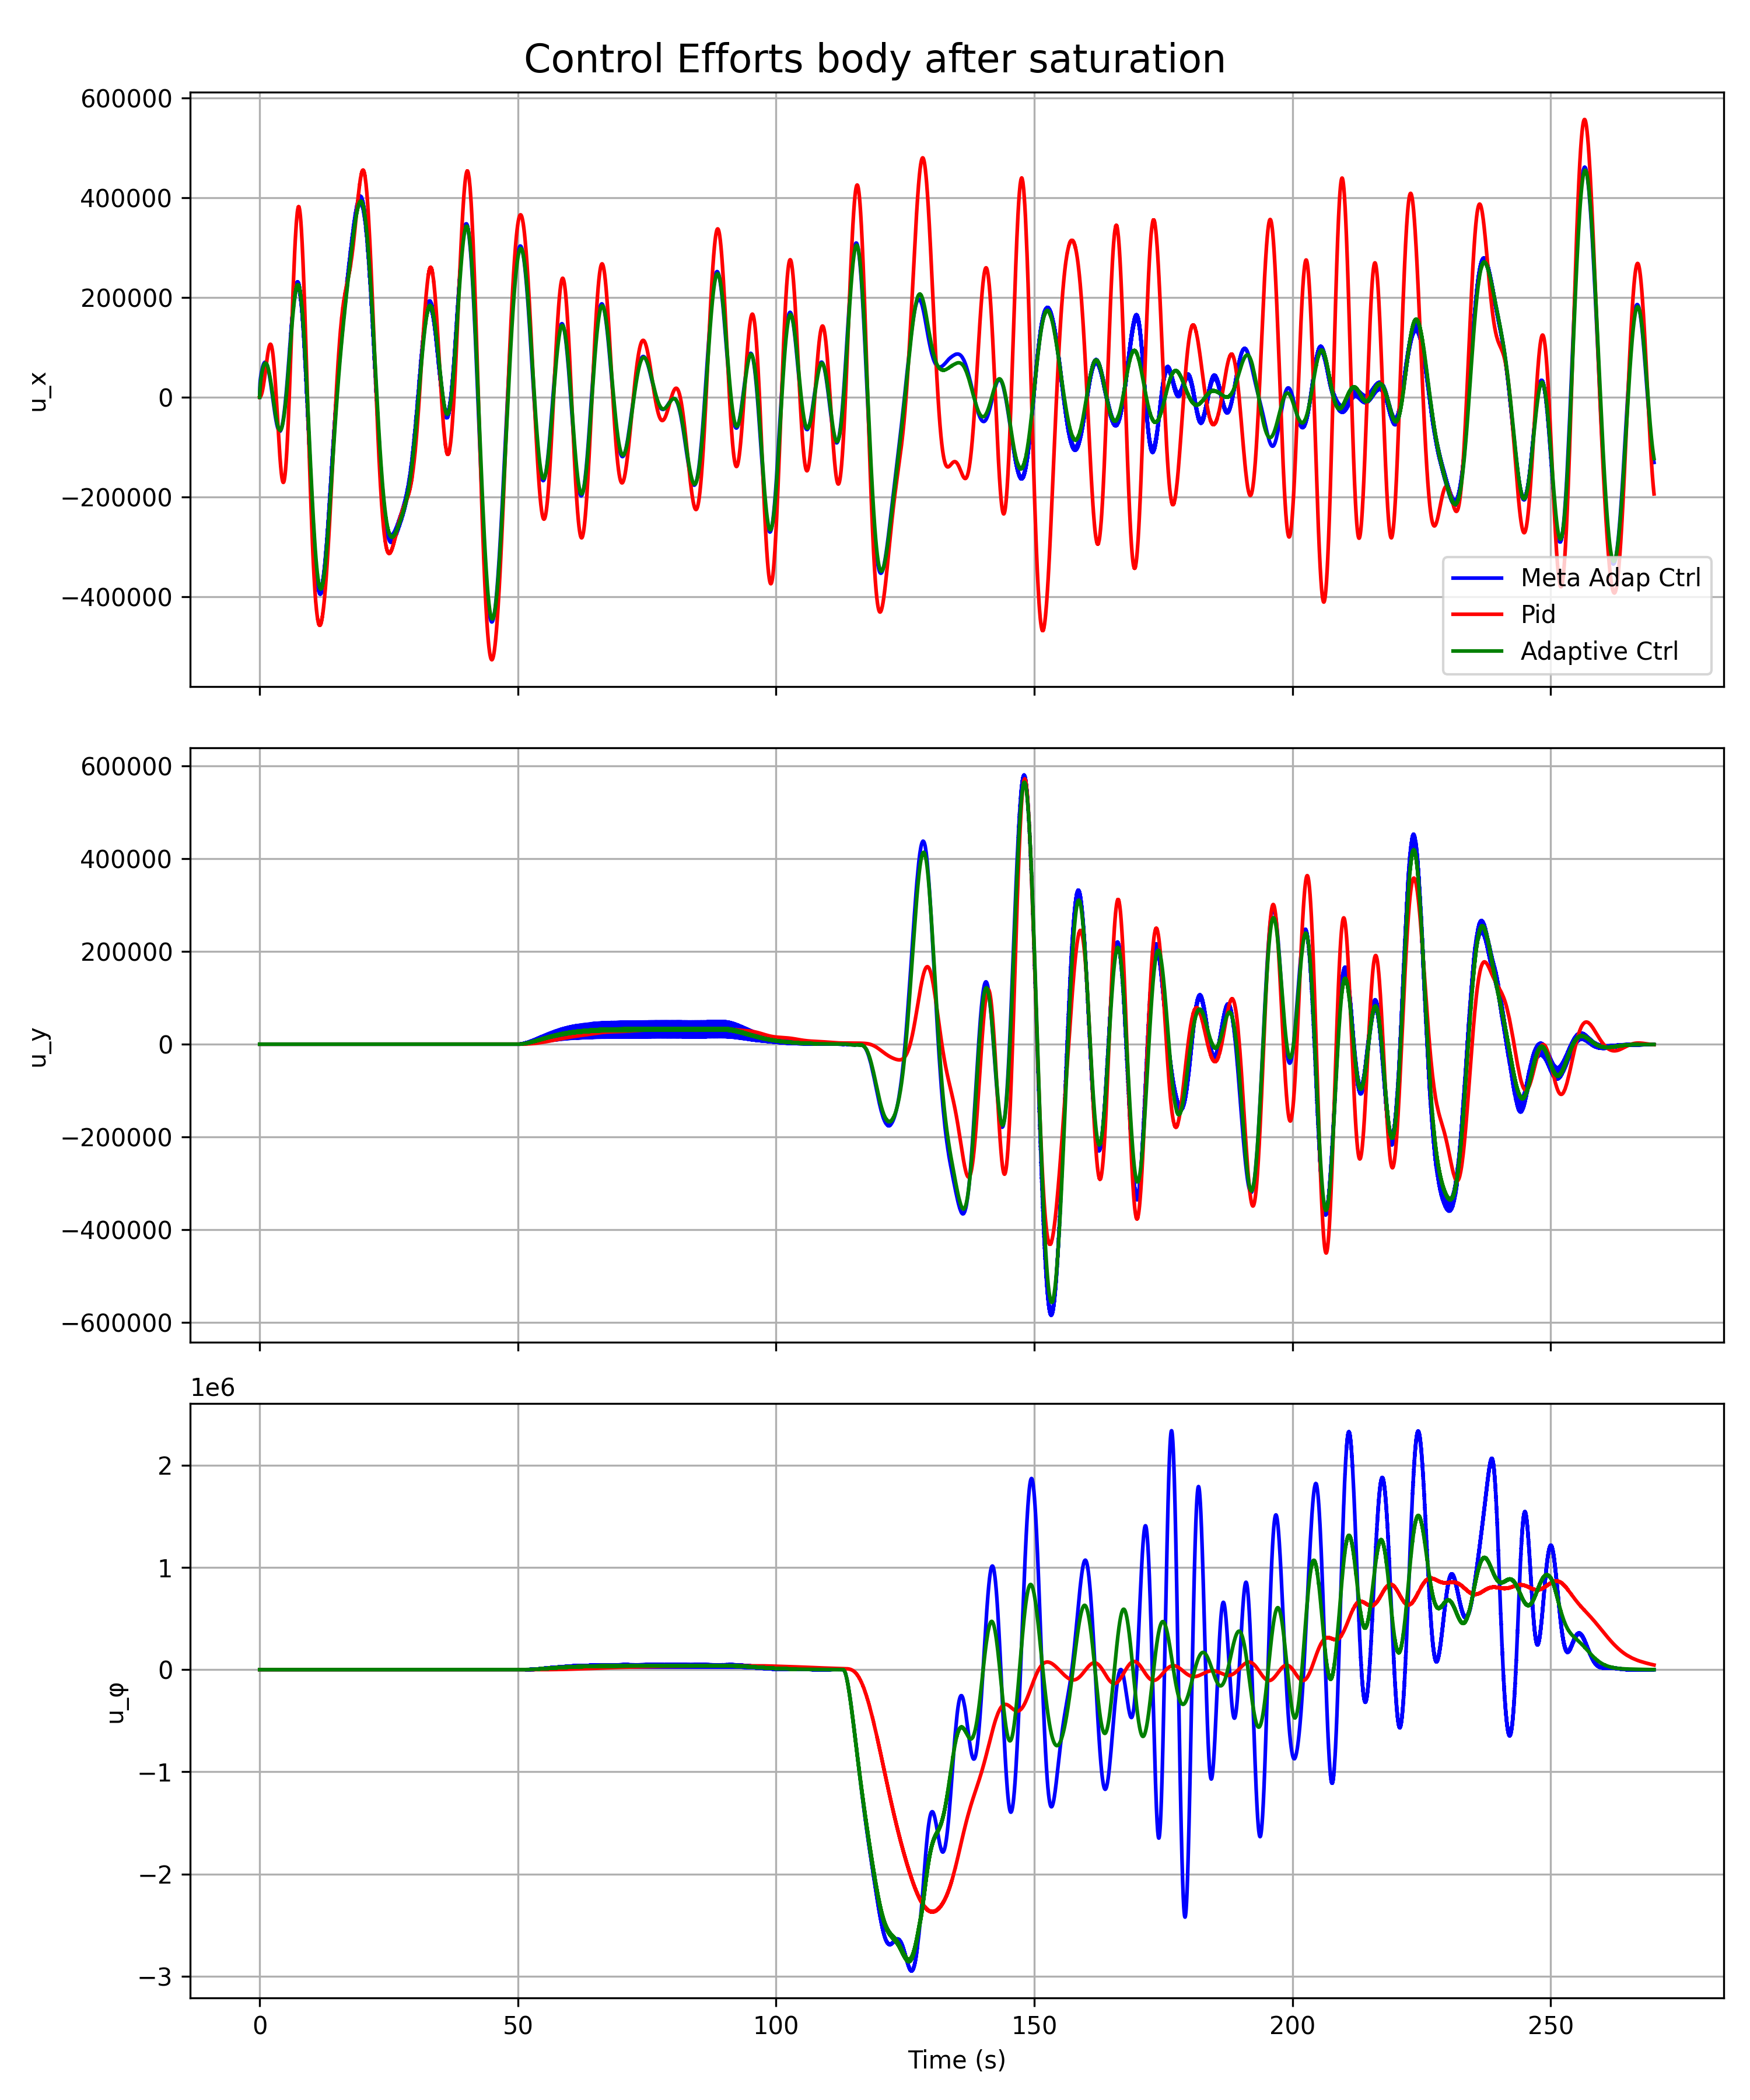 Control Efforts body after saturation
600000
400000
200000
0
−200000
−400000
u_x
Meta Adap Ctrl
Pid
Adaptive Ctrl
600000
400000
200000
0
−200000
−400000
−600000
u_y
1e6
2
1
0
−1
−2
−3
u_φ
0 50 100 150 200 250
Time (s)